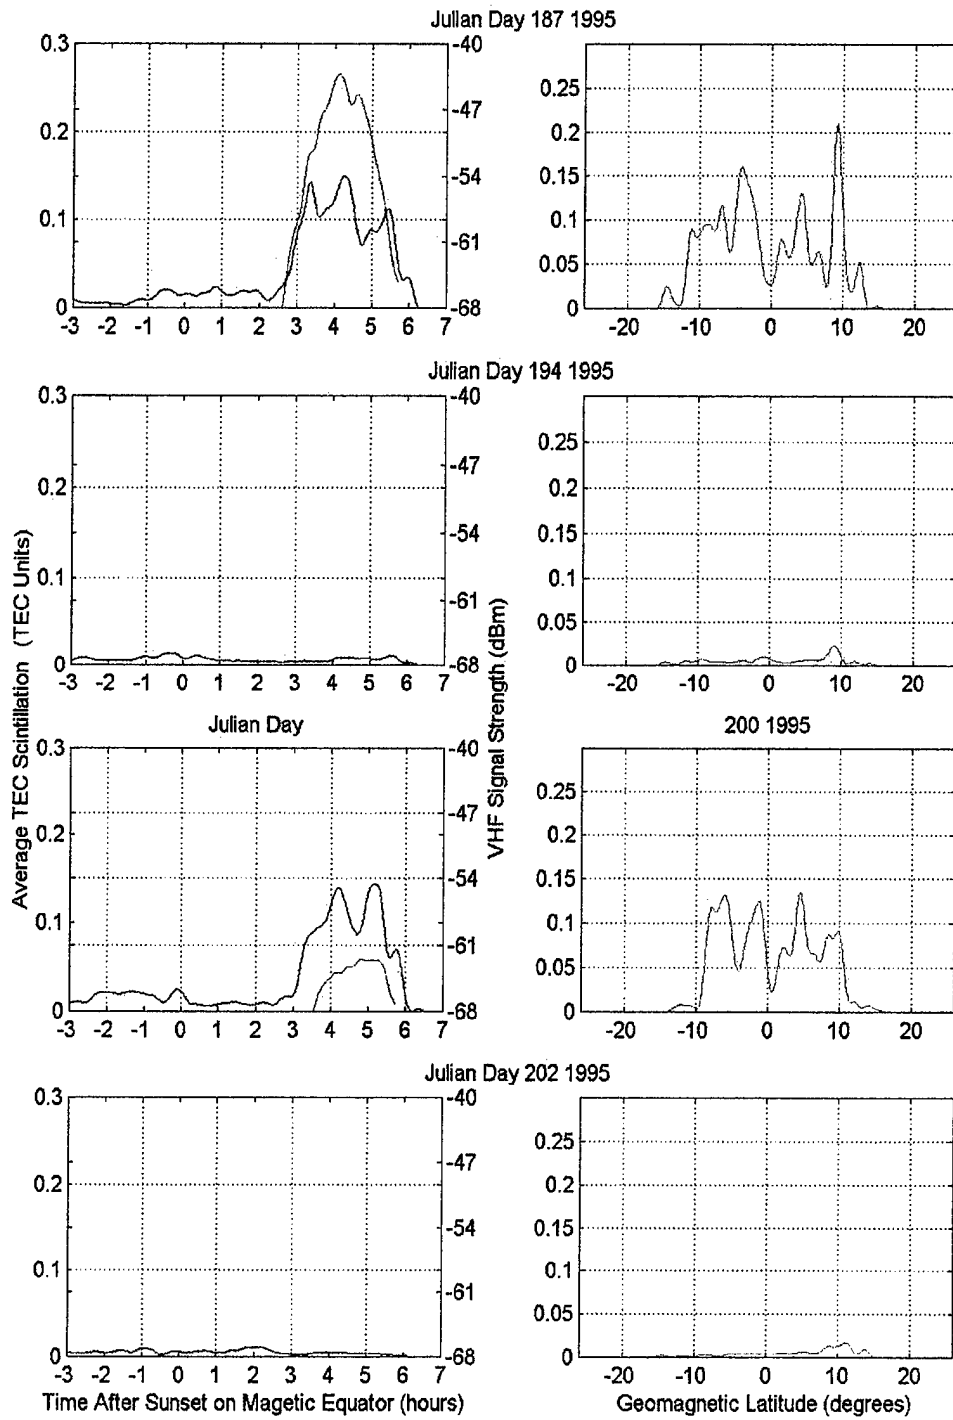 Julian Day 187 1995
0.3 -40
0.25
-47
0.2 0.2
-54 0.15
0.1 0.1
-61
0.05
0 -68 0
-3 -2 -1 0 1 2 3 4 5 6 7 -20 -10 0 10 20
Julian Day 194 1995
0.3 -40
0.25
-47
0.2 0.2
-54 0.15
0.1 0.1
-61
0.05
0 -68 0
-3 -2 -1 0 1 2 3 4 5 6 7 -20 -10 0 10 20
Average TEC Scintillation (TEC Units)
VHF Signal Strength (dBm)
Julian Day 200 1995
0.3 -40
0.25
-47
0.2 0.2
-54 0.15
0.1 0.1
-61
0.05
0 -68 0
-3 -2 -1 0 1 2 3 4 5 6 7 -20 -10 0 10 20
Julian Day 202 1995
0.3 -40
0.25
-47
0.2 0.2
-54 0.15
0.1 0.1
-61
0.05
0 -68 0
-3 -2 -1 0 1 2 3 4 5 6 7 -20 -10 0 10 20
Time After Sunset on Magetic Equator (hours) Geomagnetic Latitude (degrees)